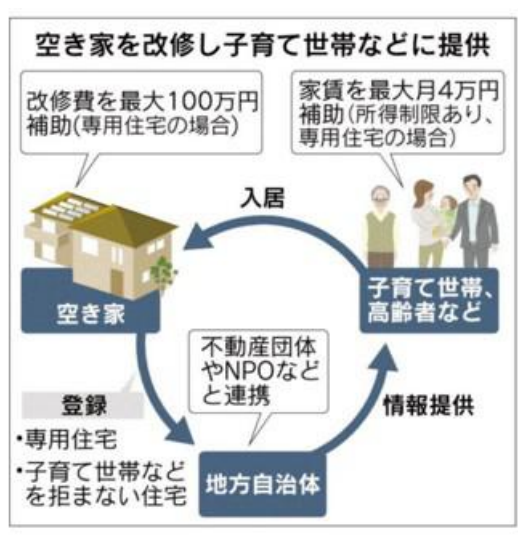 空き家を改修し子育て世帯などに提供
改修費を最大100万円
補助(専用住宅の場合)
家賃を最大月4万円
補助(所得制限あり、
専用住宅の場合)
入居
空き家
子育て世帯、
高齢者など
不動産団体
やNPOなど
と連携
登録
・専用住宅
・子育て世帯など
を拒まない住宅
情報提供
地方自治体